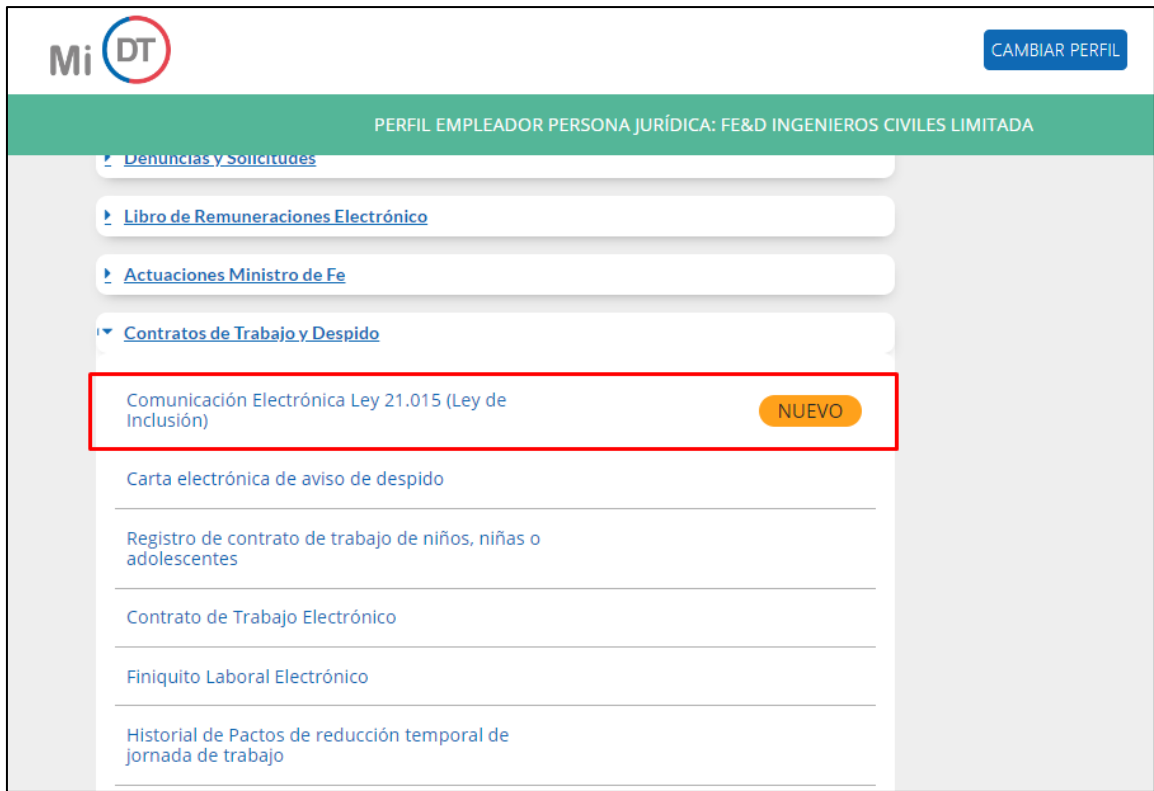 Mi DT
CAMBIAR PERFIL
PERFIL EMPLEADOR PERSONA JURÍDICA: FE&D INGENIEROS CIVILES LIMITADA
Denuncias y Solicitudes
Libro de Remuneraciones Electrónico
Actuaciones Ministro de Fe
Contratos de Trabajo y Despido
Comunicación Electrónica Ley 21.015 (Ley de
Inclusión)
NUEVO
Carta electrónica de aviso de despido
Registro de contrato de trabajo de niños, niñas o
adolescentes
Contrato de Trabajo Electrónico
Finiquito Laboral Electrónico
Historial de Pactos de reducción temporal de
jornada de trabajo